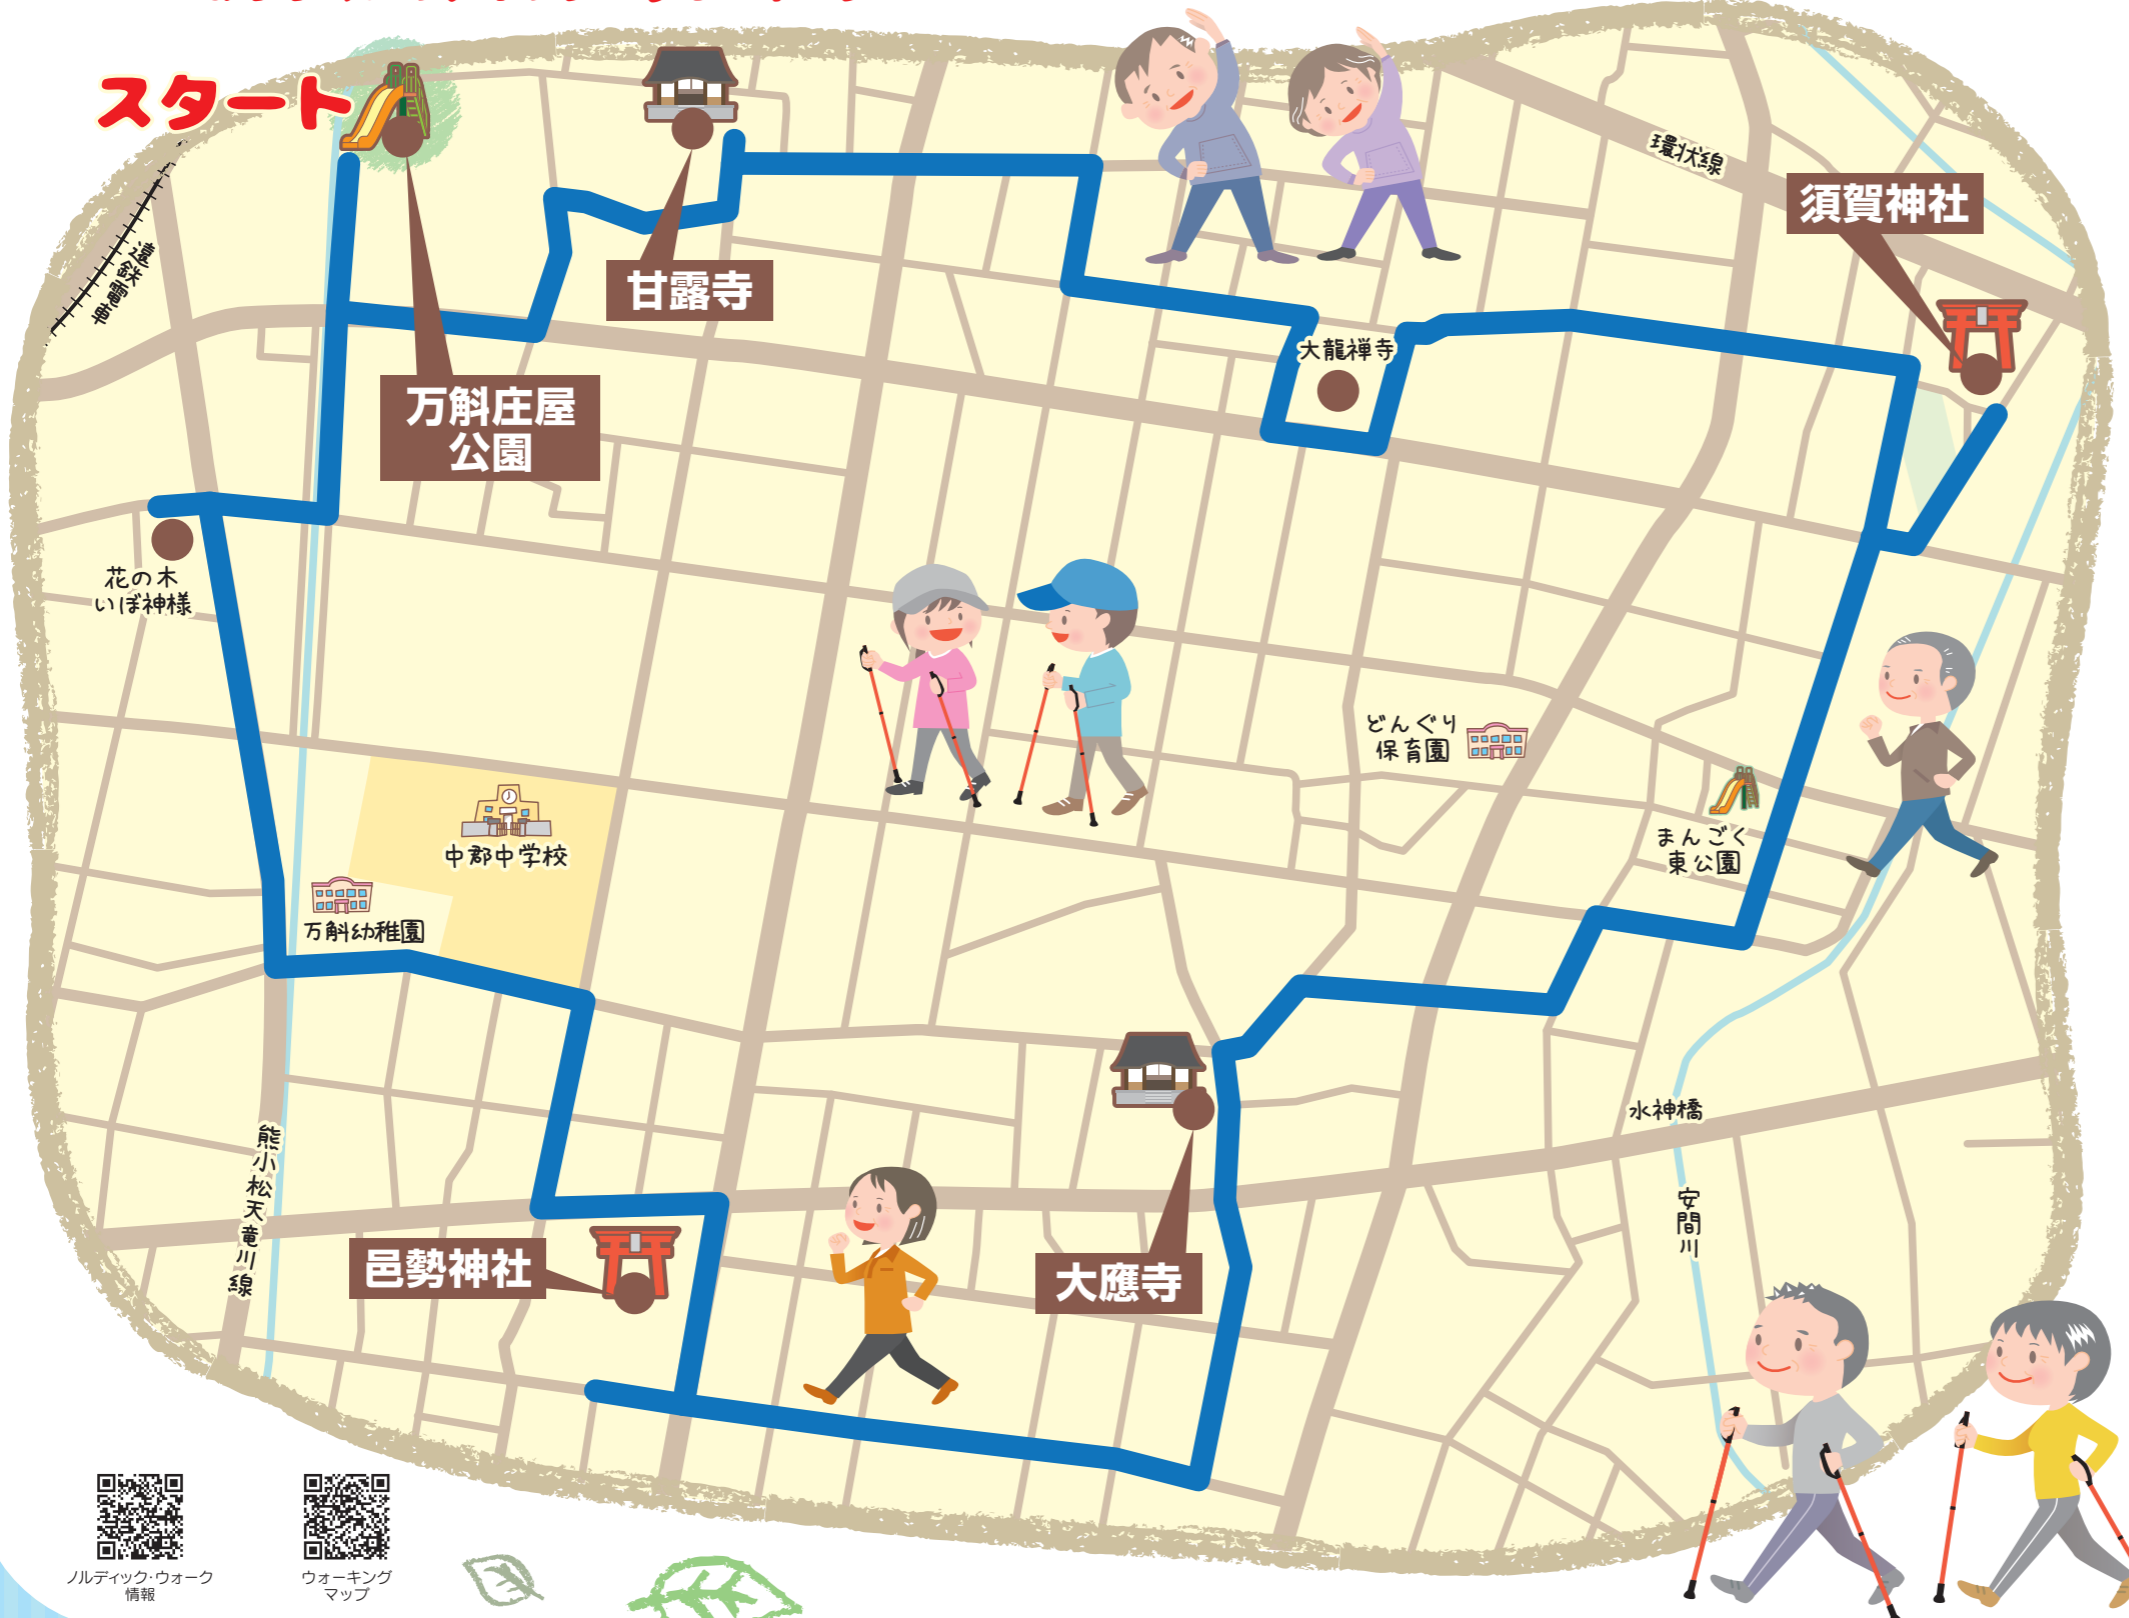 スタート
遠鉄電車
甘露寺
環状線
須賀神社
大龍禅寺
万斛庄屋
公園
花の木
いぼ神様
どんぐり
保育園
まんごく
東公園
中郡中学校
万斛幼稚園
水神橋
安間川
熊小松天竜川線
邑勢神社
大應寺
ノルディック・ウォーク
情報
ウォーキング
マップ